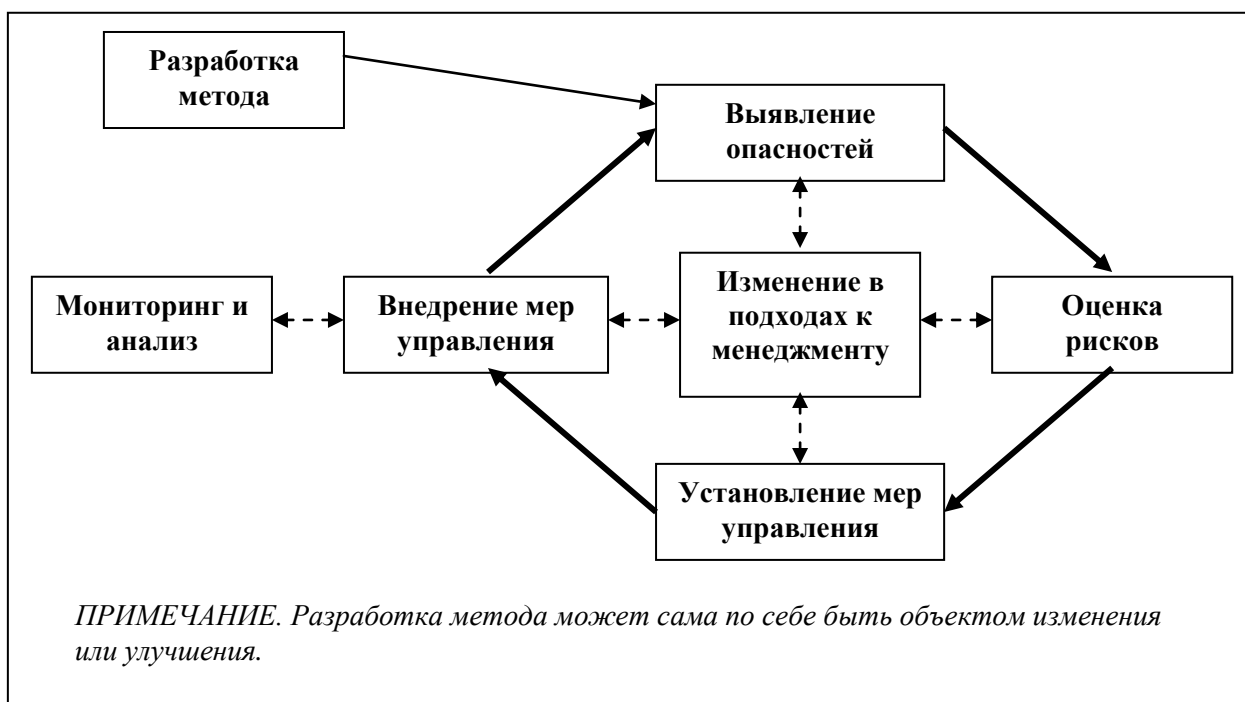 Разработка
метода
Выявление
опасностей
Мониторинг и
анализ
Внедрение мер
управления
Изменение в
подходах к
менеджменту
Оценка
рисков
Установление мер
управления
ПРИМЕЧАНИЕ. Разработка метода может сама по себе быть объектом изменения
или улучшения.